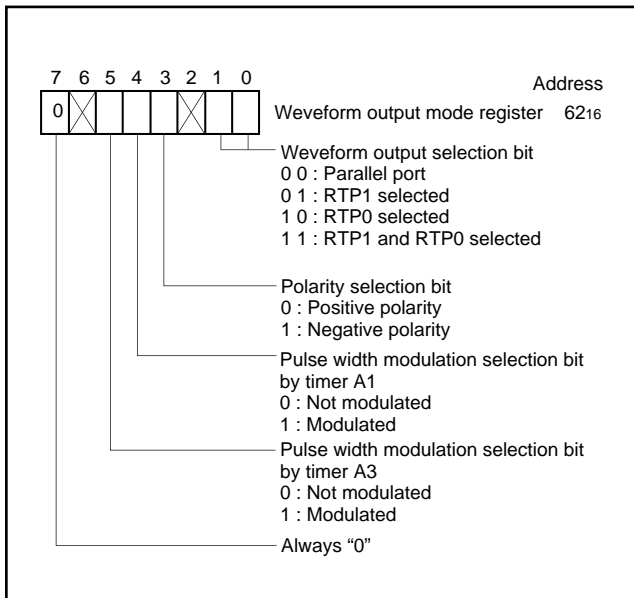 7 6 5 4 3 2 1 0
Address
0
Weveform output mode register 62₁₆
Weveform output selection bit
0 0 : Parallel port
0 1 : RTP1 selected
1 0 : RTP0 selected
1 1 : RTP1 and RTP0 selected
Polarity selection bit
0 : Positive polarity
1 : Negative polarity
Pulse width modulation selection bit
by timer A1
0 : Not modulated
1 : Modulated
Pulse width modulation selection bit
by timer A3
0 : Not modulated
1 : Modulated
Always “0”